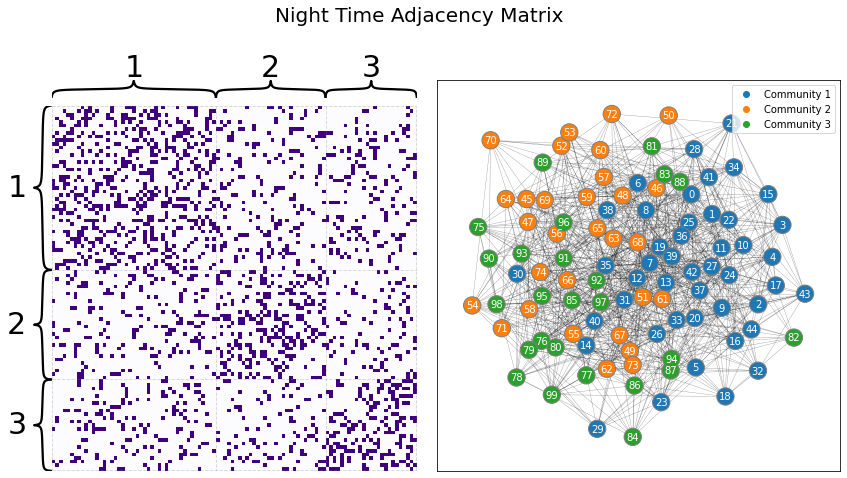 Night Time Adjacency Matrix
1 2 3
1
2
3
Community 1
Community 2
Community 3
72 50
53 70 52 60 81 28
89 34
57 83 88 6 46 41
59 48 0 15
64 45 69 38 8 1 22
47 96 25 3
75 65 36
63 68 11 10
93 19 39 4
90 91 35 7 27
30 74 42 24
66 92 12 13 17
95 85 97 31 51 61 37 43
54 98 58 9 2
40 33 20
71 55 67 26 44
76 14 16 82
79 80 49
94
62 73 87 5 32
78 77 86
99 23 18
29 84